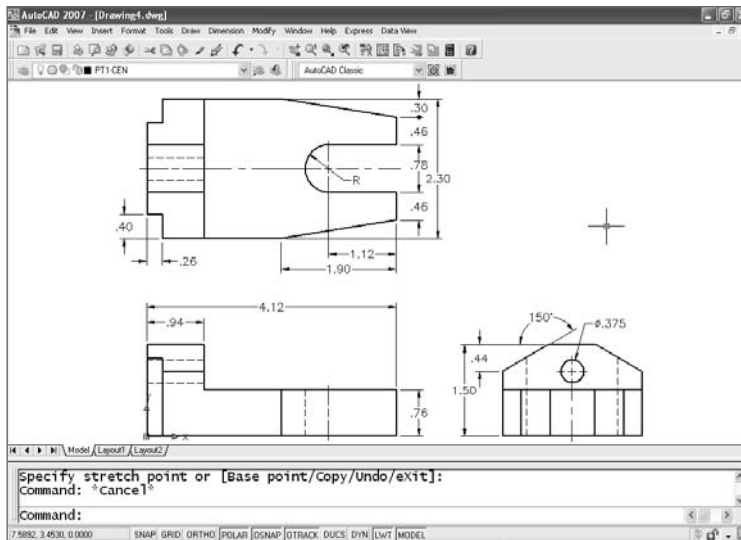 AutoCAD 2007 - [Drawing4.dwg]
File Edit View Insert Format Tools Draw Dimension Modify Window Help Express Data View
PT1-CEN AutoCAD Classic
.30
.46
.78
2.30
R
.46
.40
1.12
.26
1.90
4.12
.94
150°
ø.375
.44
1.50
.76
Y
X
Model Layout1 Layout2
Specify stretch point or [Base point/Copy/Undo/eXit]:
Command: *Cancel*
Command:
7.5892, 3.4530, 0.0000 SNAP GRID ORTHO POLAR OSNAP OTRACK DUCS DYN LWT MODEL